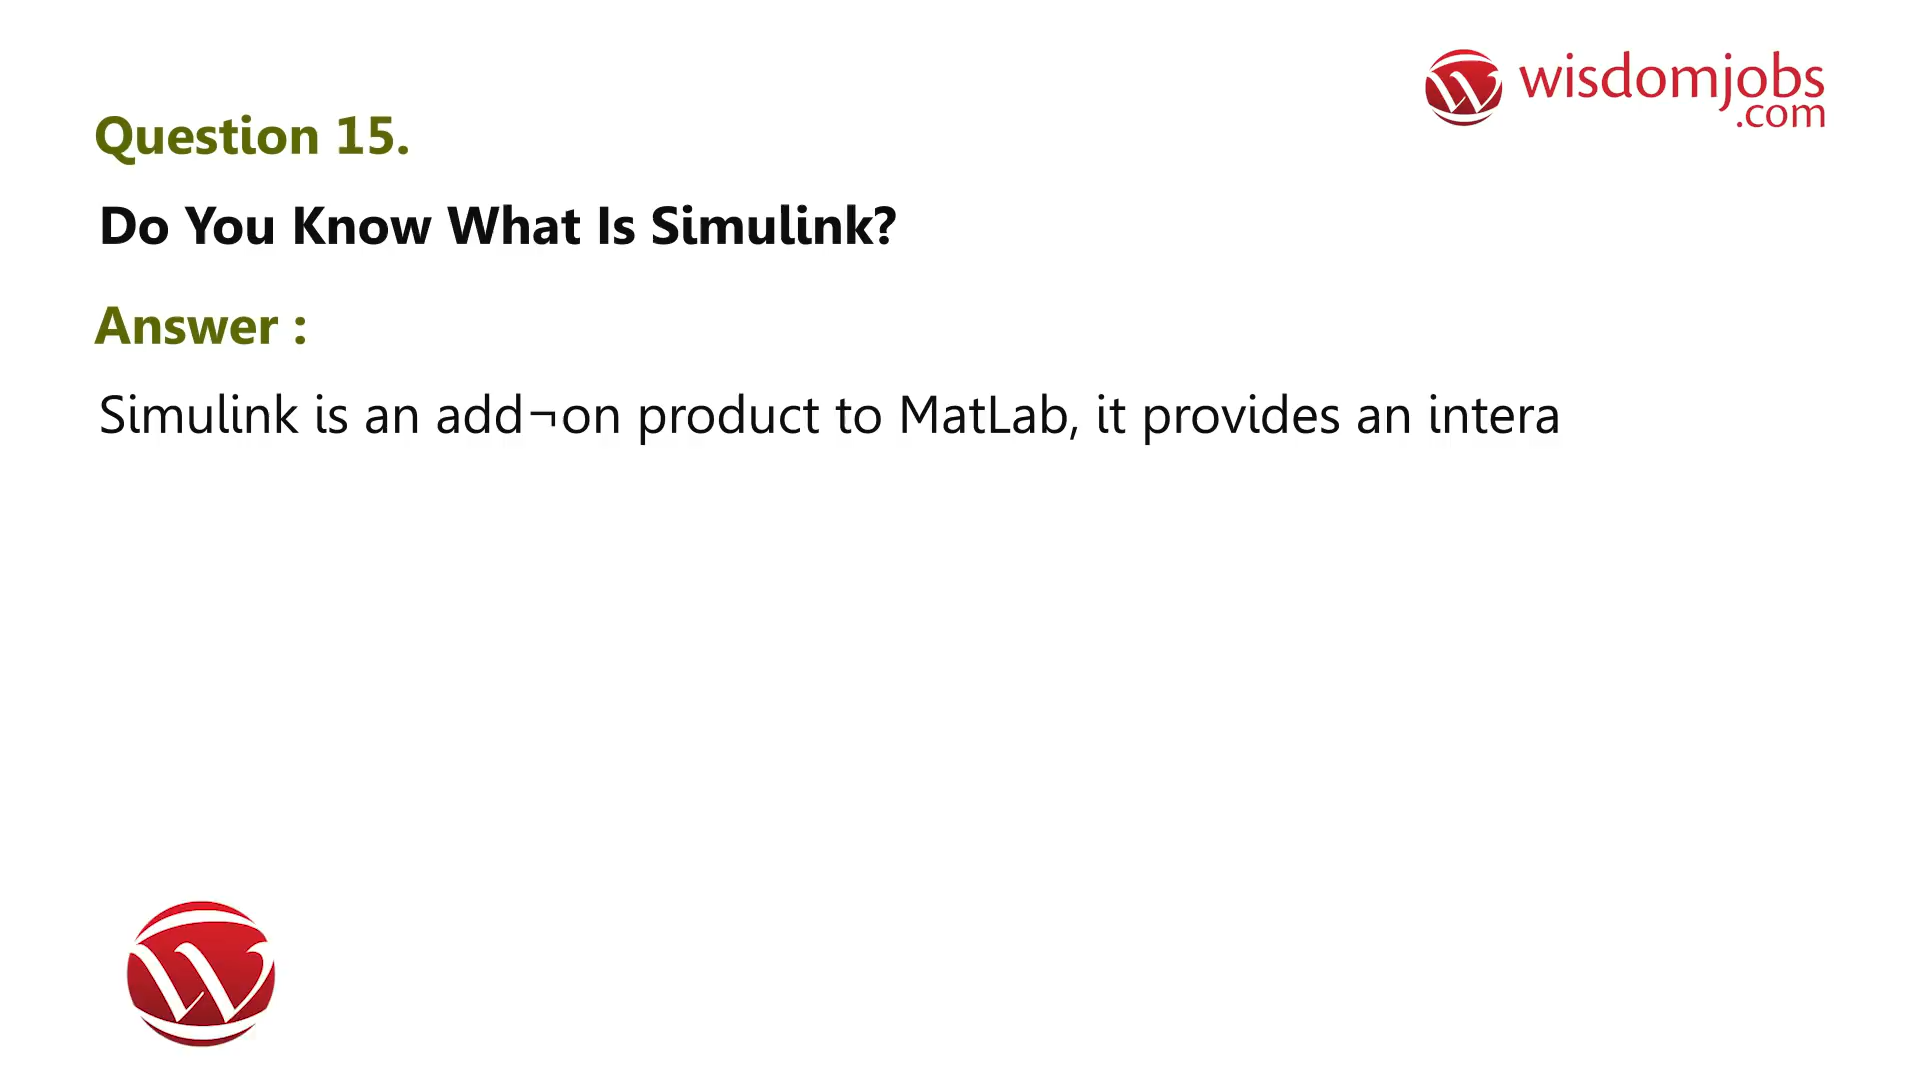 wisdomjobs
.com
Question 15.
Do You Know What Is Simulink?
Answer :
Simulink is an add¬on product to MatLab, it provides an intera